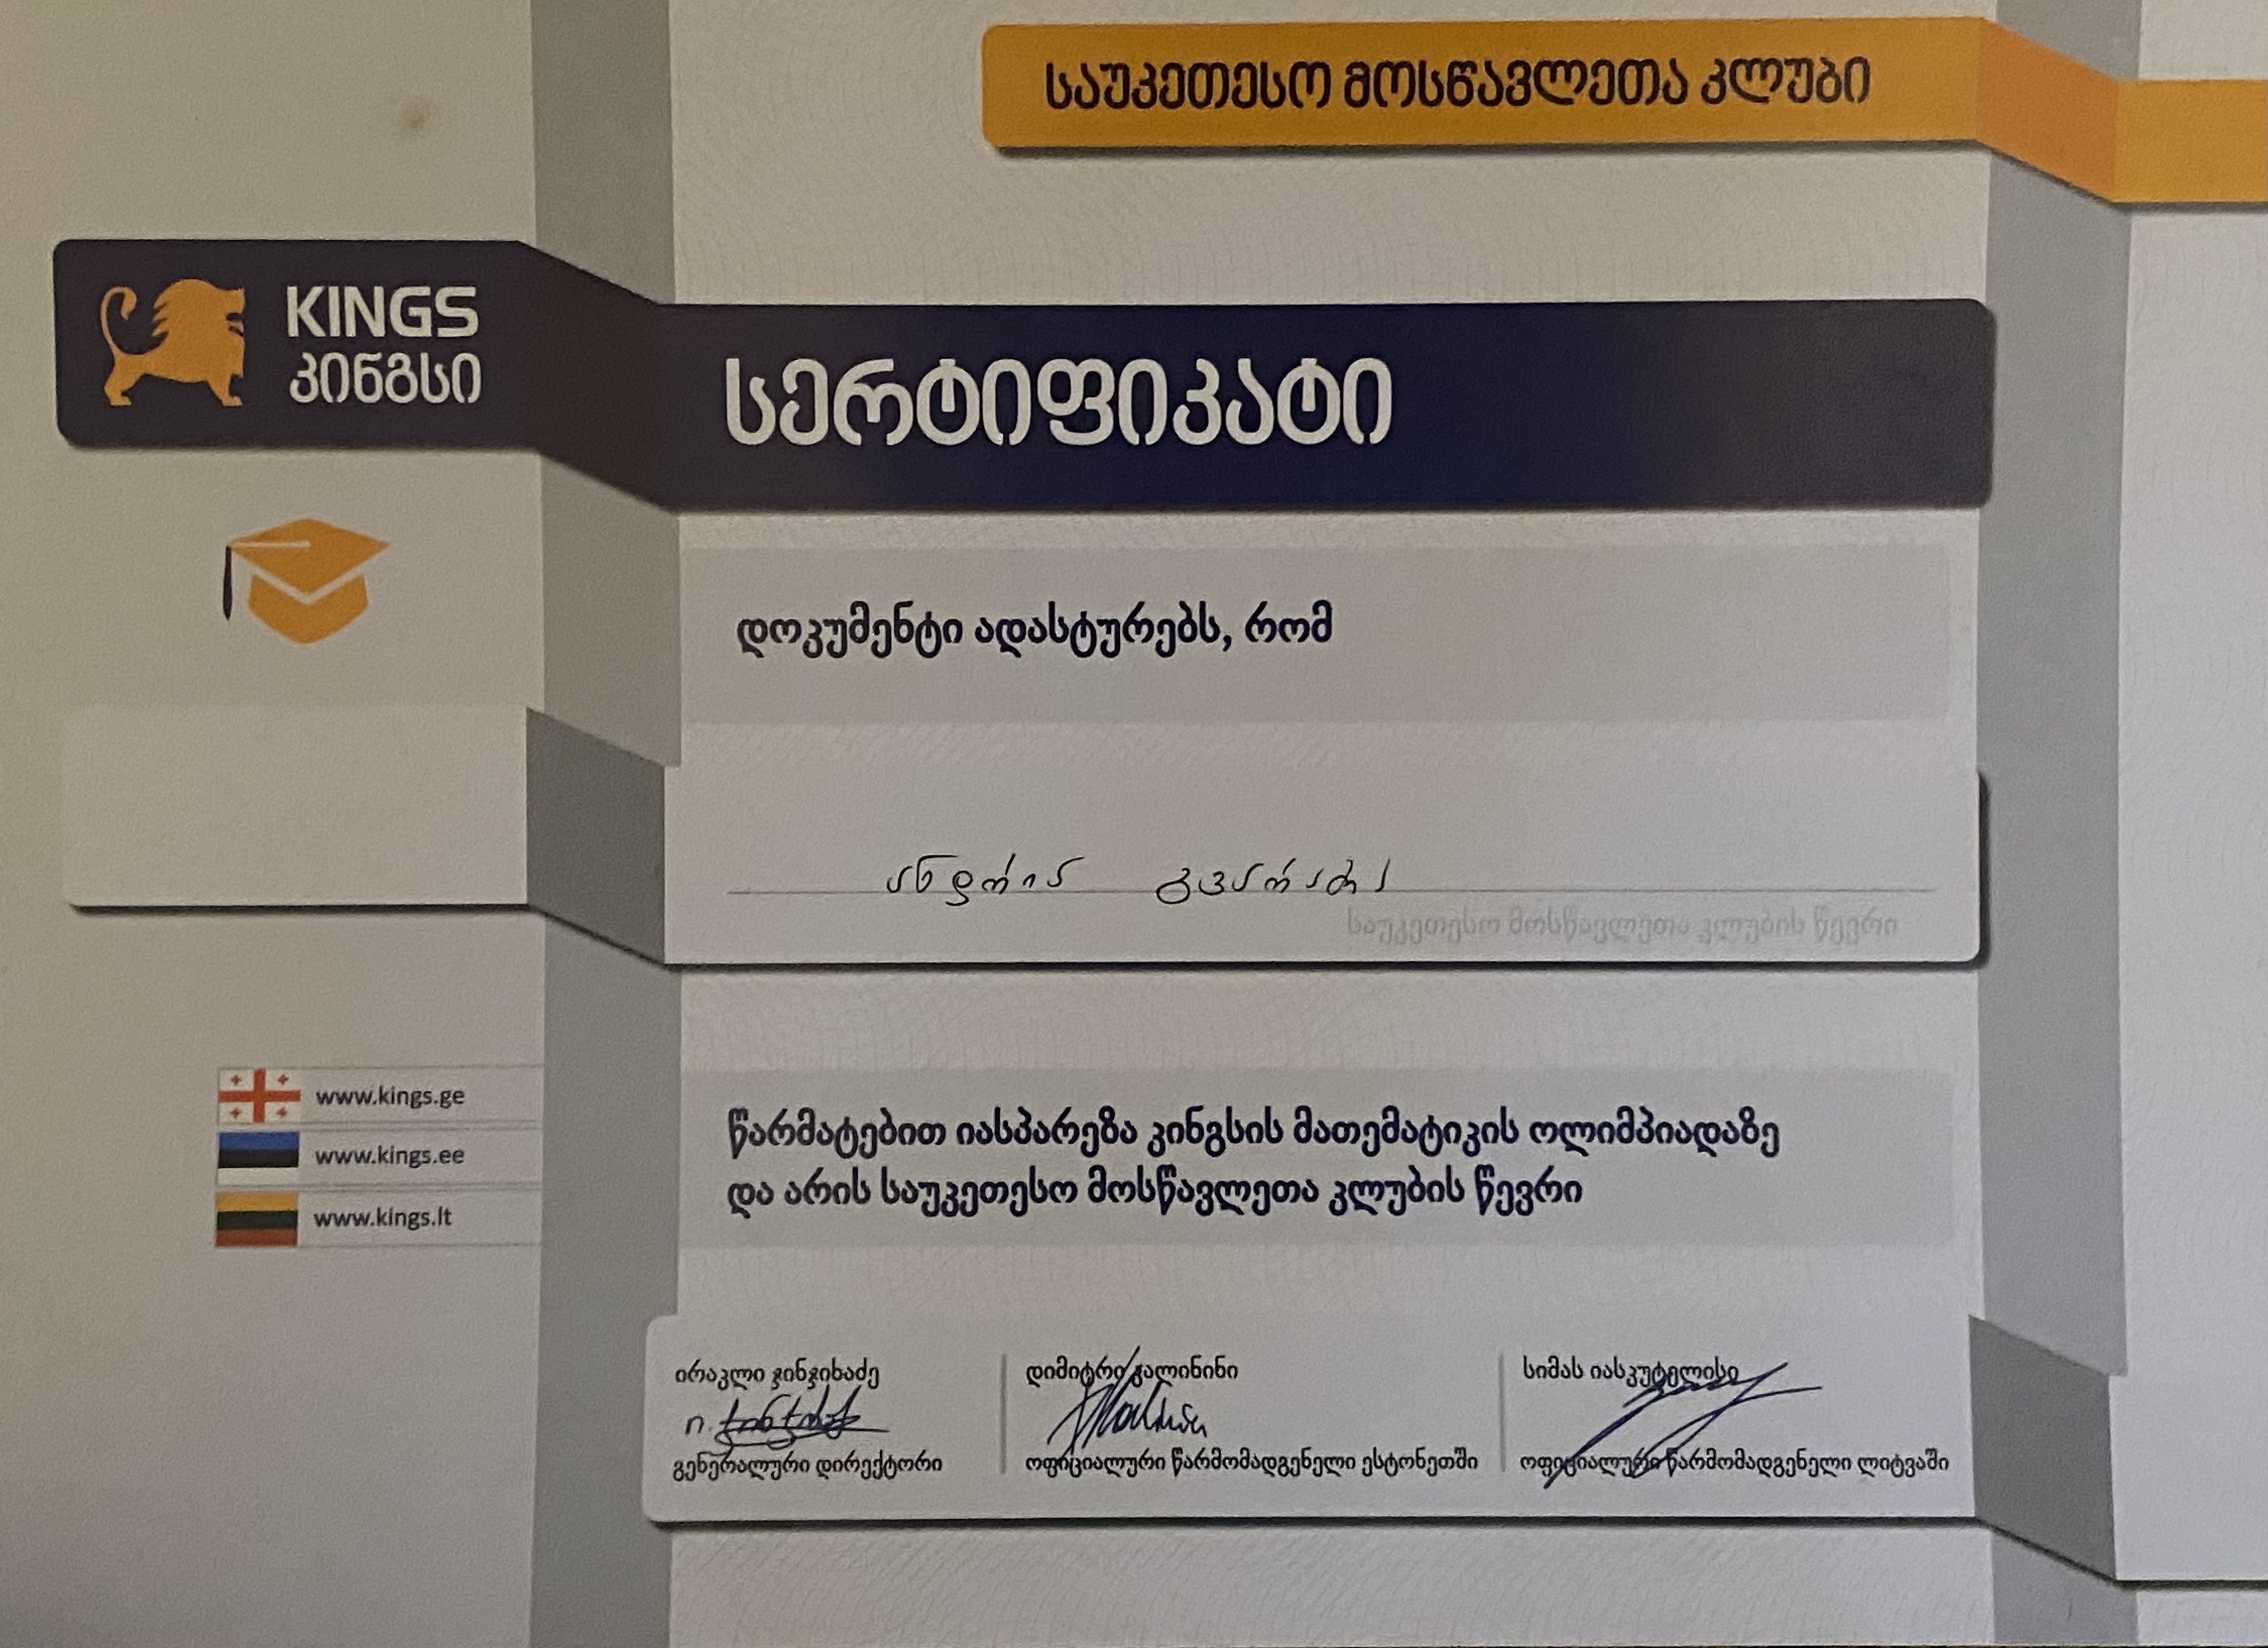 საუკეთესო მოსწავლეთა კლუბი
KINGS
კინგსი
სერტიფიკატი
დოკუმენტი ადასტურებს, რომ
ანდრია გვარამია
საუკეთესო მოსწავლეთა კლუბის წევრი
www.kings.ge
www.kings.ee
www.kings.lt
წარმატებით იასპარეზა კინგსის მათემატიკის ოლიმპიადაზე
და არის საუკეთესო მოსწავლეთა კლუბის წევრი
ირაკლი ჯინჯიხაძე
გენერალური დირექტორი
დიმიტრი კალინინი
ოფიციალური წარმომადგენელი ესტონეთში
სიმას იასკუტელისი
ოფიციალური წარმომადგენელი ლიტვაში